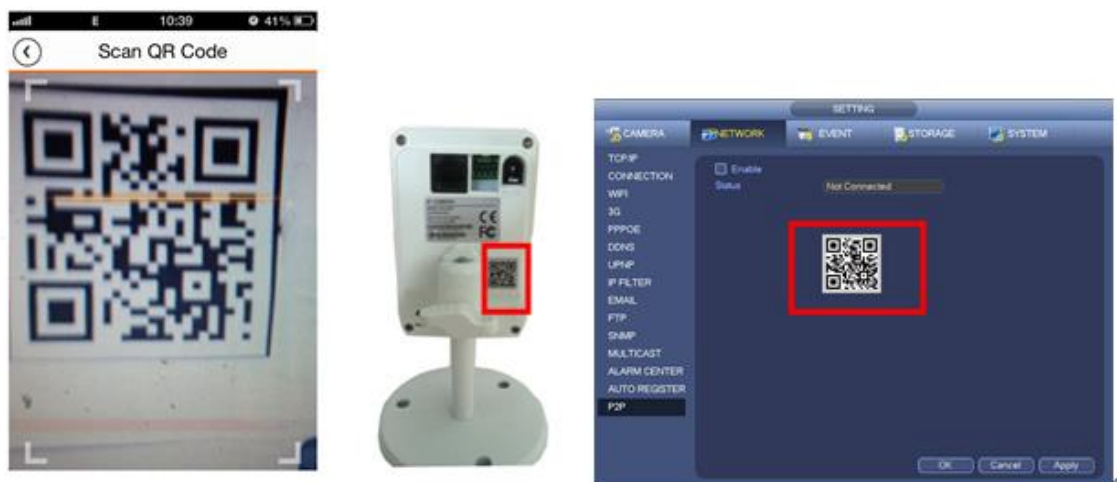 E 10:39 41%
Scan QR Code
CE
FC
SETTING
CAMERA NETWORK EVENT STORAGE SYSTEM
TCP/IP
CONNECTION
WIFI
3G
PPPOE
DDNS
UPNP
IP FILTER
EMAIL
FTP
SNMP
MULTICAST
ALARM CENTER
AUTO REGISTER
P2P
Enable
Status Not Connected
OK Cancel Apply